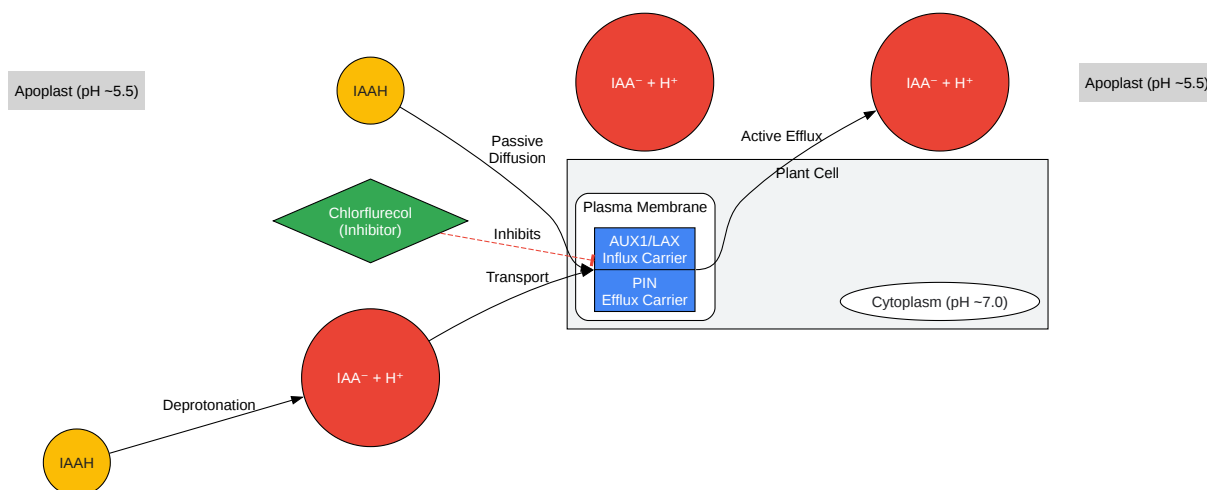 Apoplast (pH ~5.5)
IAAH
IAA⁻ + H⁺
IAA⁻ + H⁺
Apoplast (pH ~5.5)
Passive
Diffusion
Active Efflux
Plant Cell
Chlorflurecol
(Inhibitor)
Inhibits
Plasma Membrane
AUX1/LAX
Influx Carrier
PIN
Efflux Carrier
Transport
Cytoplasm (pH ~7.0)
IAA⁻ + H⁺
Deprotonation
IAAH